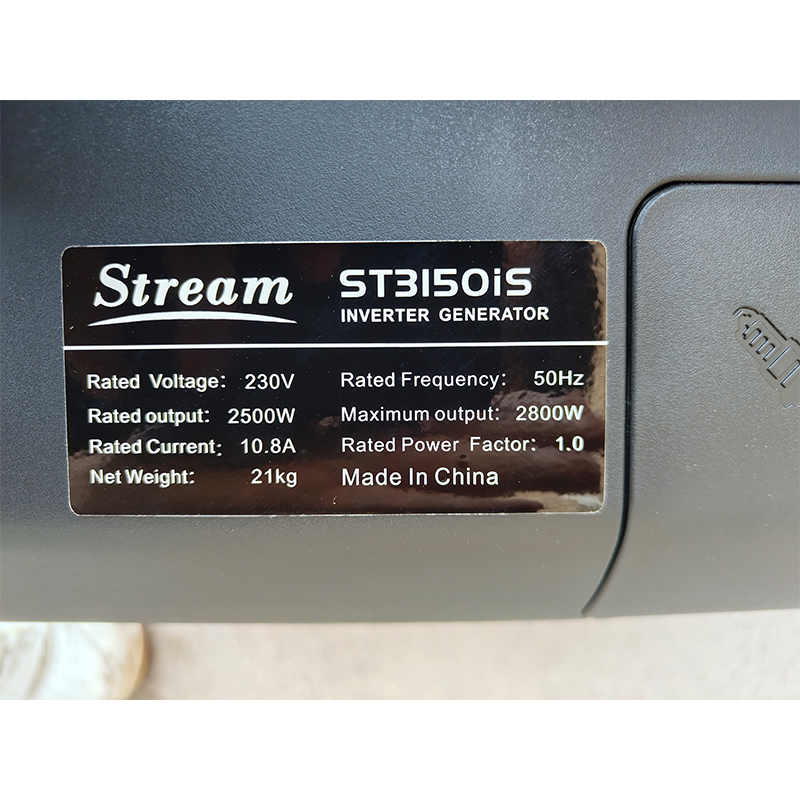 Stream
ST3150iS
INVERTER GENERATOR
Rated Voltage: 230V
Rated Frequency: 50Hz
Rated output: 2500W
Maximum output: 2800W
Rated Current: 10.8A
Rated Power Factor: 1.0
Net Weight: 21kg
Made In China